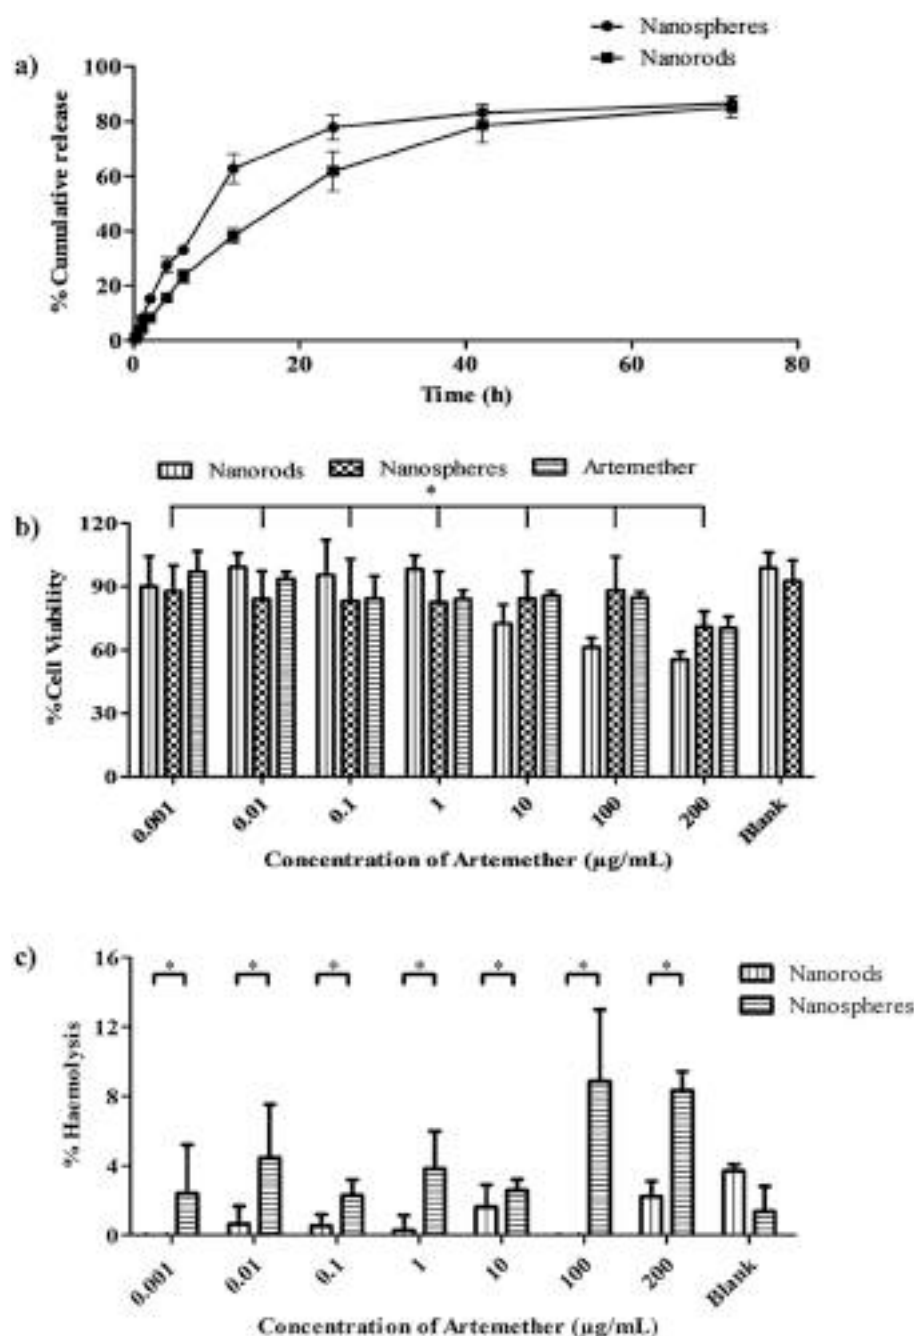 Nanospheres
Nanorods
a)
100
80
60
40
20
0
% Cumulative release
0 20 40 60 80
Time (h)
Nanorods Nanospheres Artemether
*
b)
120
90
60
30
0
%Cell Viability
0.001 0.01 0.1 1 10 100 200 Blank
Concentration of Artemether (µg/mL)
c)
16
12
8
4
0
% Haemolysis
* * * * * * *
Nanorods
Nanospheres
0.001 0.01 0.1 1 10 100 200 Blank
Concentration of Artemether (µg/mL)